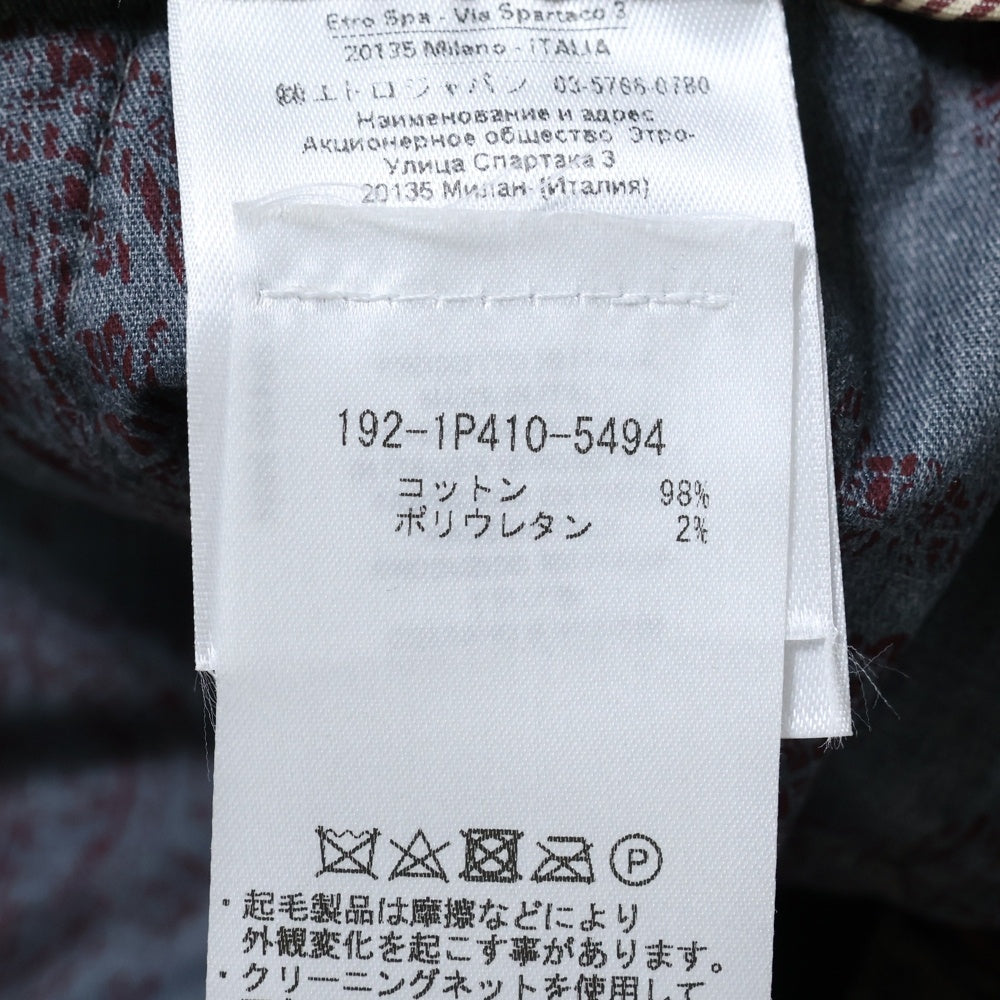 Etro Spa - Via Spartaco 3
20135 Milano - ITALIA
㈱エトロジャパン 03-5766-0780
Наименование и адрес
Акционерное общество Этро-
Улица Спартака 3
20135 Милан- (Италия)
192-1P410-5494
コットン 98%
ポリウレタン 2%
P
・起毛製品は摩擦などにより
外観変化を起こす事があります。
・クリーニングネットを使用して